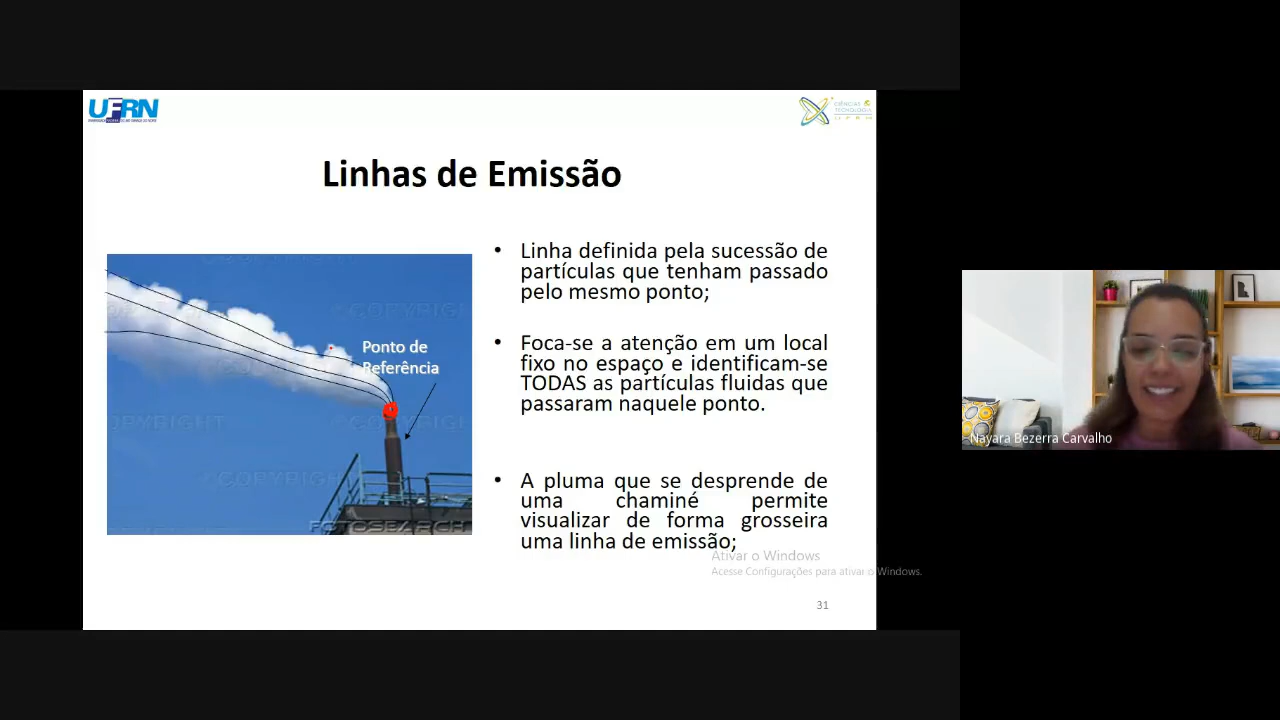 UFRN
CIÊNCIAS &
TECNOLOGIA
UFRN
Linhas de Emissão
COPYRIGHT
Ponto de
Referência
FOTOSEARCH
• Linha definida pela sucessão de
partículas que tenham passado
pelo mesmo ponto;
• Foca-se a atenção em um local
fixo no espaço e identificam-se
TODAS as partículas fluidas que
passaram naquele ponto.
• A pluma que se desprende de
uma chaminé permite
visualizar de forma grosseira
uma linha de emissão;
Ativar o Windows
Acesse Configurações para ativar o Windows.
31
Nayara Bezerra Carvalho